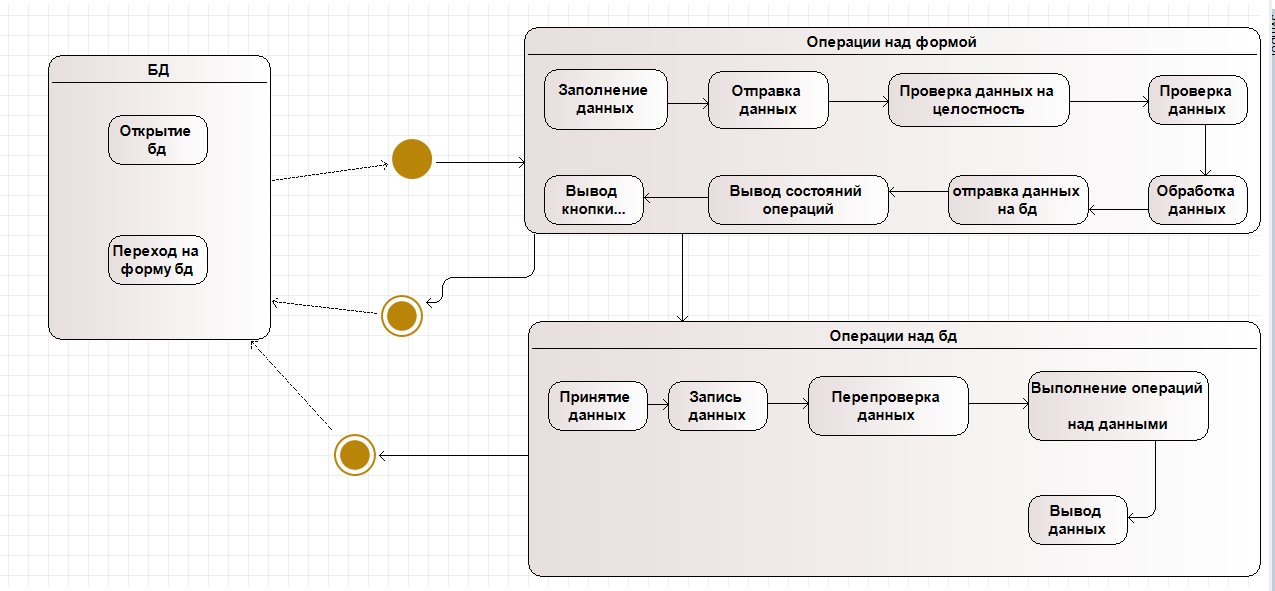 БД
Открытие
бд
Переход на
форму бд
Операции над формой
Заполнение
данных
Отправка
данных
Проверка данных на
целостность
Проверка
данных
Вывод
кнопки...
Вывод состояний
операций
отправка данных
на бд
Обработка
данных
Операции над бд
Принятие
данных
Запись
данных
Перепроверка
данных
Выполнение операций
над данными
Вывод
данных